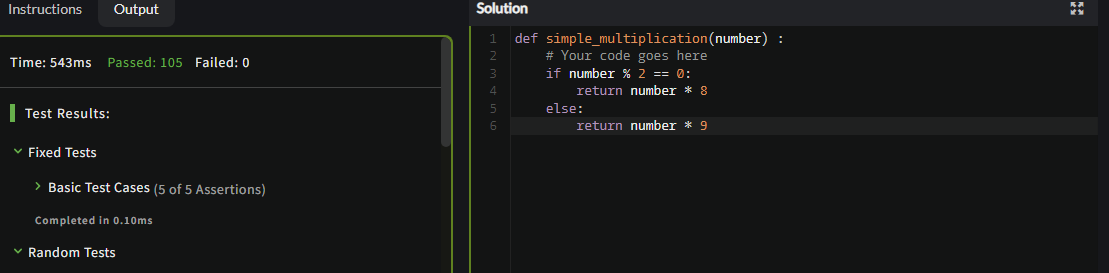 Instructions Output
Time: 543ms Passed: 105 Failed: 0
Test Results:
Fixed Tests
Basic Test Cases (5 of 5 Assertions)
Completed in 0.10ms
Random Tests
Solution
1 def simple_multiplication(number) :
2     # Your code goes here
3     if number % 2 == 0:
4         return number * 8
5     else:
6         return number * 9